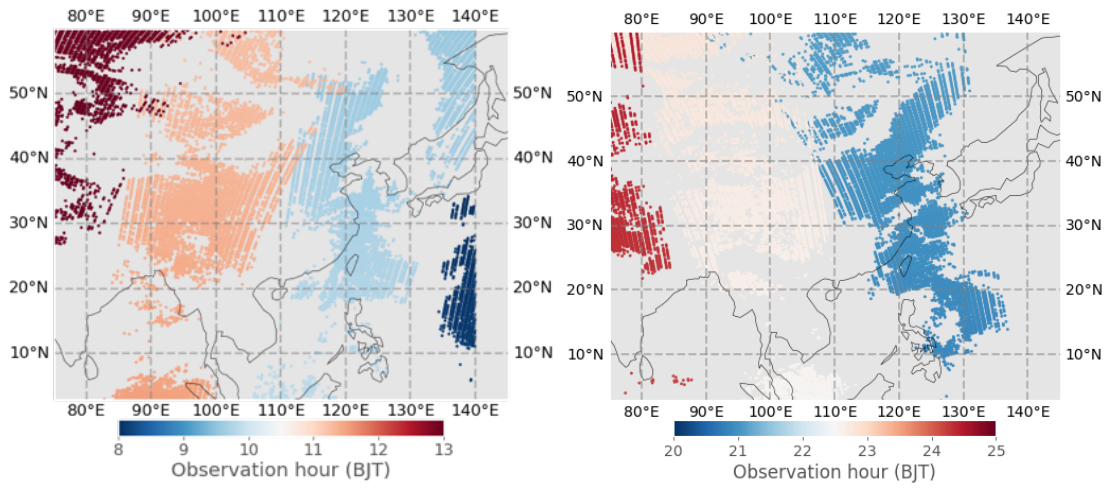 80°E 90°E 100°E 110°E 120°E 130°E 140°E
50°N
40°N
30°N
20°N
10°N
80°E 90°E 100°E 110°E 120°E 130°E 140°E
8 9 10 11 12 13
Observation hour (BJT)
80°E 90°E 100°E 110°E 120°E 130°E 140°E
50°N 50°N
40°N 40°N
30°N 30°N
20°N 20°N
10°N 10°N
80°E 90°E 100°E 110°E 120°E 130°E 140°E
20 21 22 23 24 25
Observation hour (BJT)